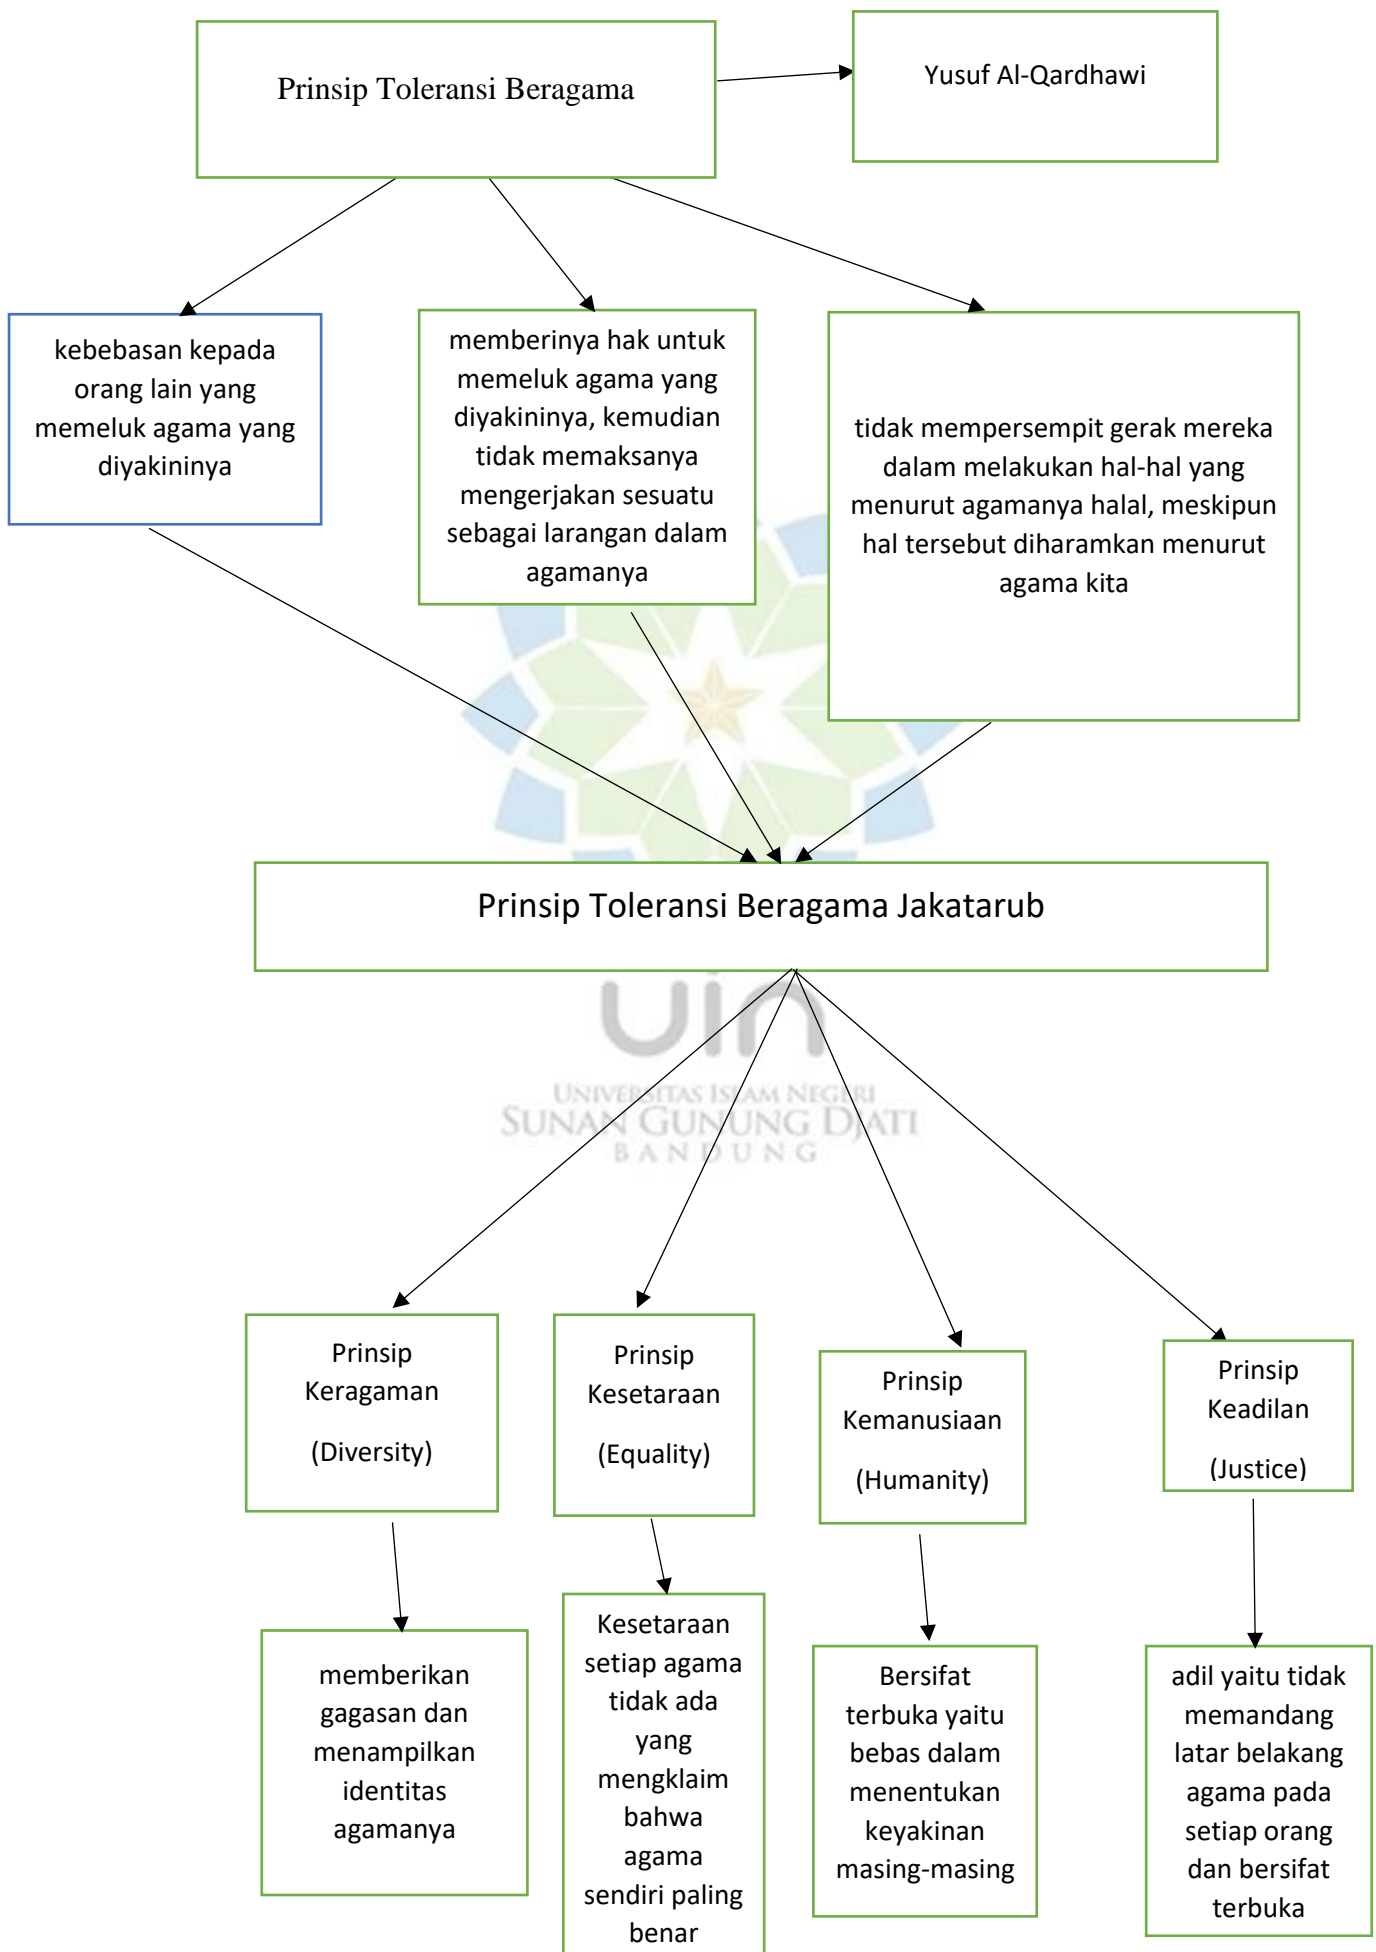 Prinsip Toleransi Beragama
Yusuf Al-Qardhawi
kebebasan kepada
orang lain yang
memeluk agama yang
diyakininya
memberinya hak untuk
memeluk agama yang
diyakininya, kemudian
tidak memaksanya
mengerjakan sesuatu
sebagai larangan dalam
agamanya
tidak mempersempit gerak mereka
dalam melakukan hal-hal yang
menurut agamanya halal, meskipun
hal tersebut diharamkan menurut
agama kita
Prinsip Toleransi Beragama Jakatarub
uin
UNIVERSITAS ISLAM NEGERI
SUNAN GUNUNG DJATI
BANDUNG
Prinsip
Keragaman
(Diversity)
Prinsip
Kesetaraan
(Equality)
Prinsip
Kemanusiaan
(Humanity)
Prinsip
Keadilan
(Justice)
memberikan
gagasan dan
menampilkan
identitas
agamanya
Kesetaraan
setiap agama
tidak ada
yang
mengklaim
bahwa
agama
sendiri paling
benar
Bersifat
terbuka yaitu
bebas dalam
menentukan
keyakinan
masing-masing
adil yaitu tidak
memandang
latar belakang
agama pada
setiap orang
dan bersifat
terbuka